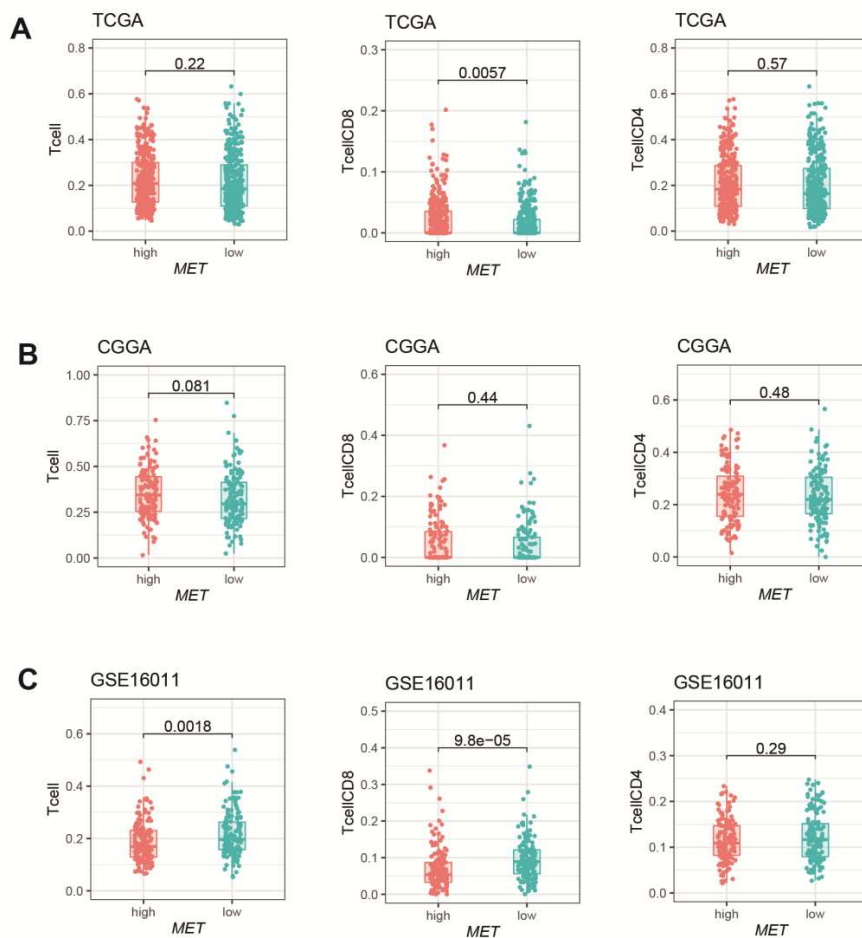 A
TCGA
0.22
Tcell
0.8
0.6
0.4
0.2
0.0
high
low
MET
TCGA
0.0057
TcellCD8
0.3
0.2
0.1
0.0
high
low
MET
TCGA
0.57
TcellCD4
0.8
0.6
0.4
0.2
0.0
high
low
MET
B
CGGA
0.081
Tcell
1.00
0.75
0.50
0.25
0.00
high
low
MET
CGGA
0.44
TcellCD8
0.6
0.4
0.2
0.0
high
low
MET
CGGA
0.48
TcellCD4
0.6
0.4
0.2
0.0
high
low
MET
C
GSE16011
0.0018
Tcell
0.6
0.4
0.2
0.0
high
low
MET
GSE16011
9.8e−05
TcellCD8
0.5
0.4
0.3
0.2
0.1
0.0
high
low
MET
GSE16011
0.29
TcellCD4
0.4
0.3
0.2
0.1
0.0
high
low
MET